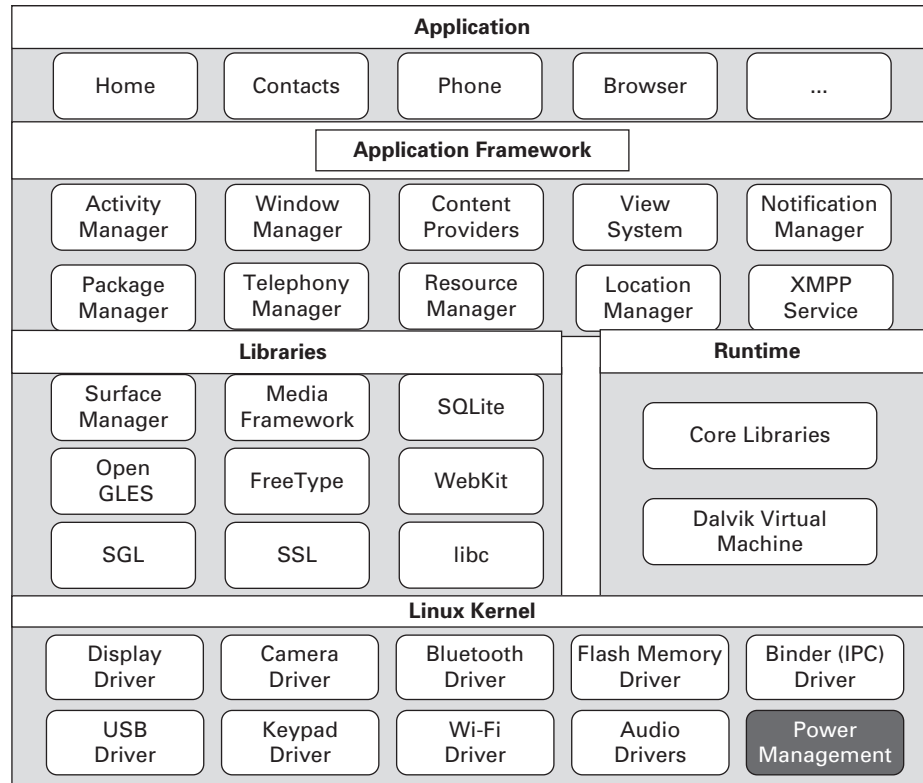 Application
Home
Contacts
Phone
Browser
...
Application Framework
Activity
Manager
Window
Manager
Content
Providers
View
System
Notification
Manager
Package
Manager
Telephony
Manager
Resource
Manager
Location
Manager
XMPP
Service
Libraries
Surface
Manager
Media
Framework
SQLite
Open
GLES
FreeType
WebKit
SGL
SSL
libc
Runtime
Core Libraries
Dalvik Virtual
Machine
Linux Kernel
Display
Driver
Camera
Driver
Bluetooth
Driver
Flash Memory
Driver
Binder (IPC)
Driver
USB
Driver
Keypad
Driver
Wi-Fi
Driver
Audio
Drivers
Power
Management